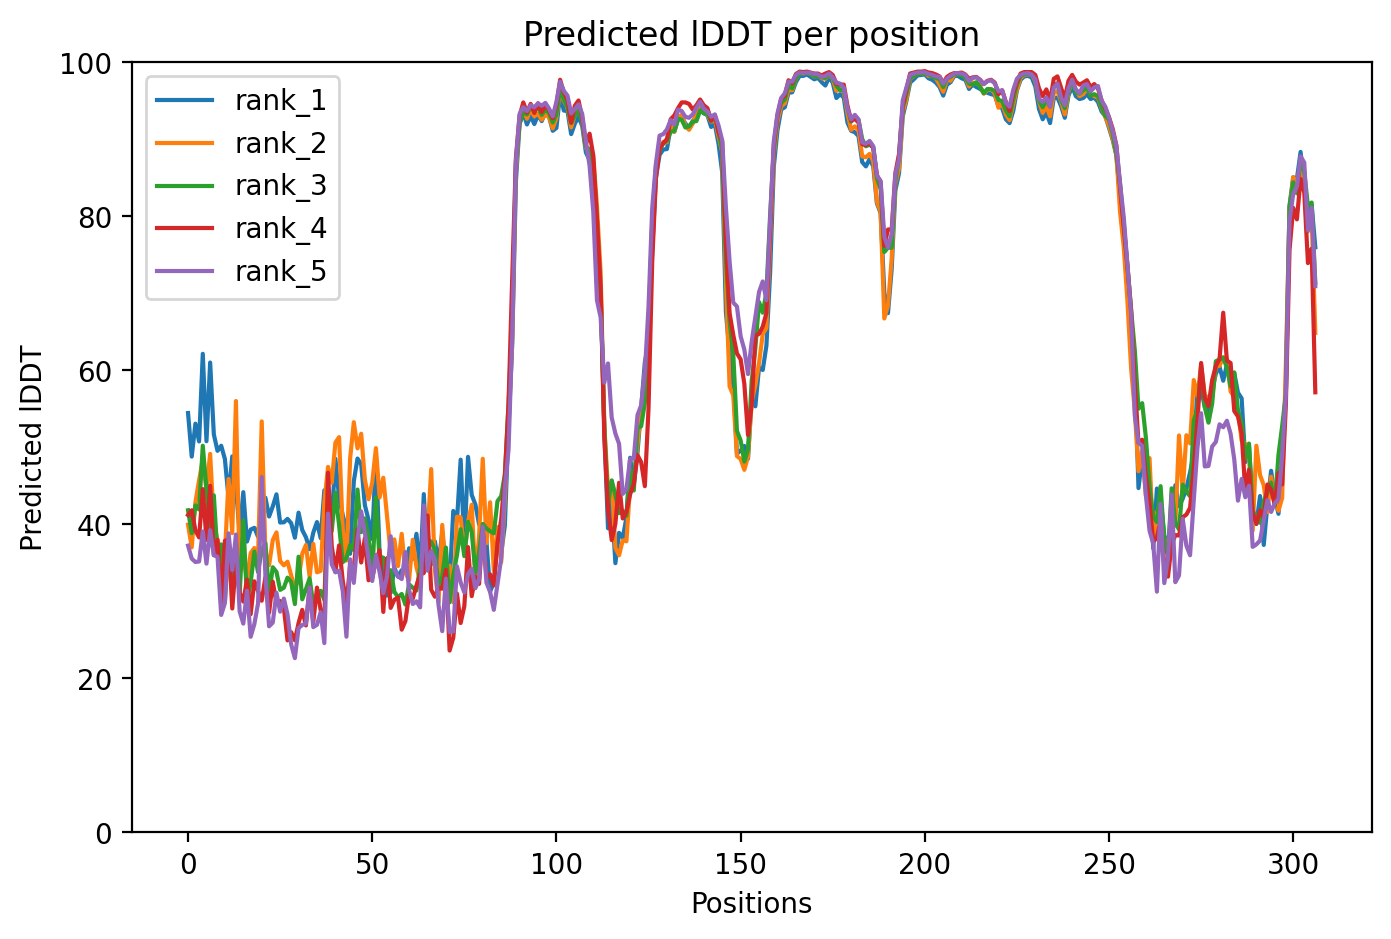 Predicted lDDT per position
100
80
60
40
20
0
Predicted lDDT
rank_1
rank_2
rank_3
rank_4
rank_5
0 50 100 150 200 250 300
Positions